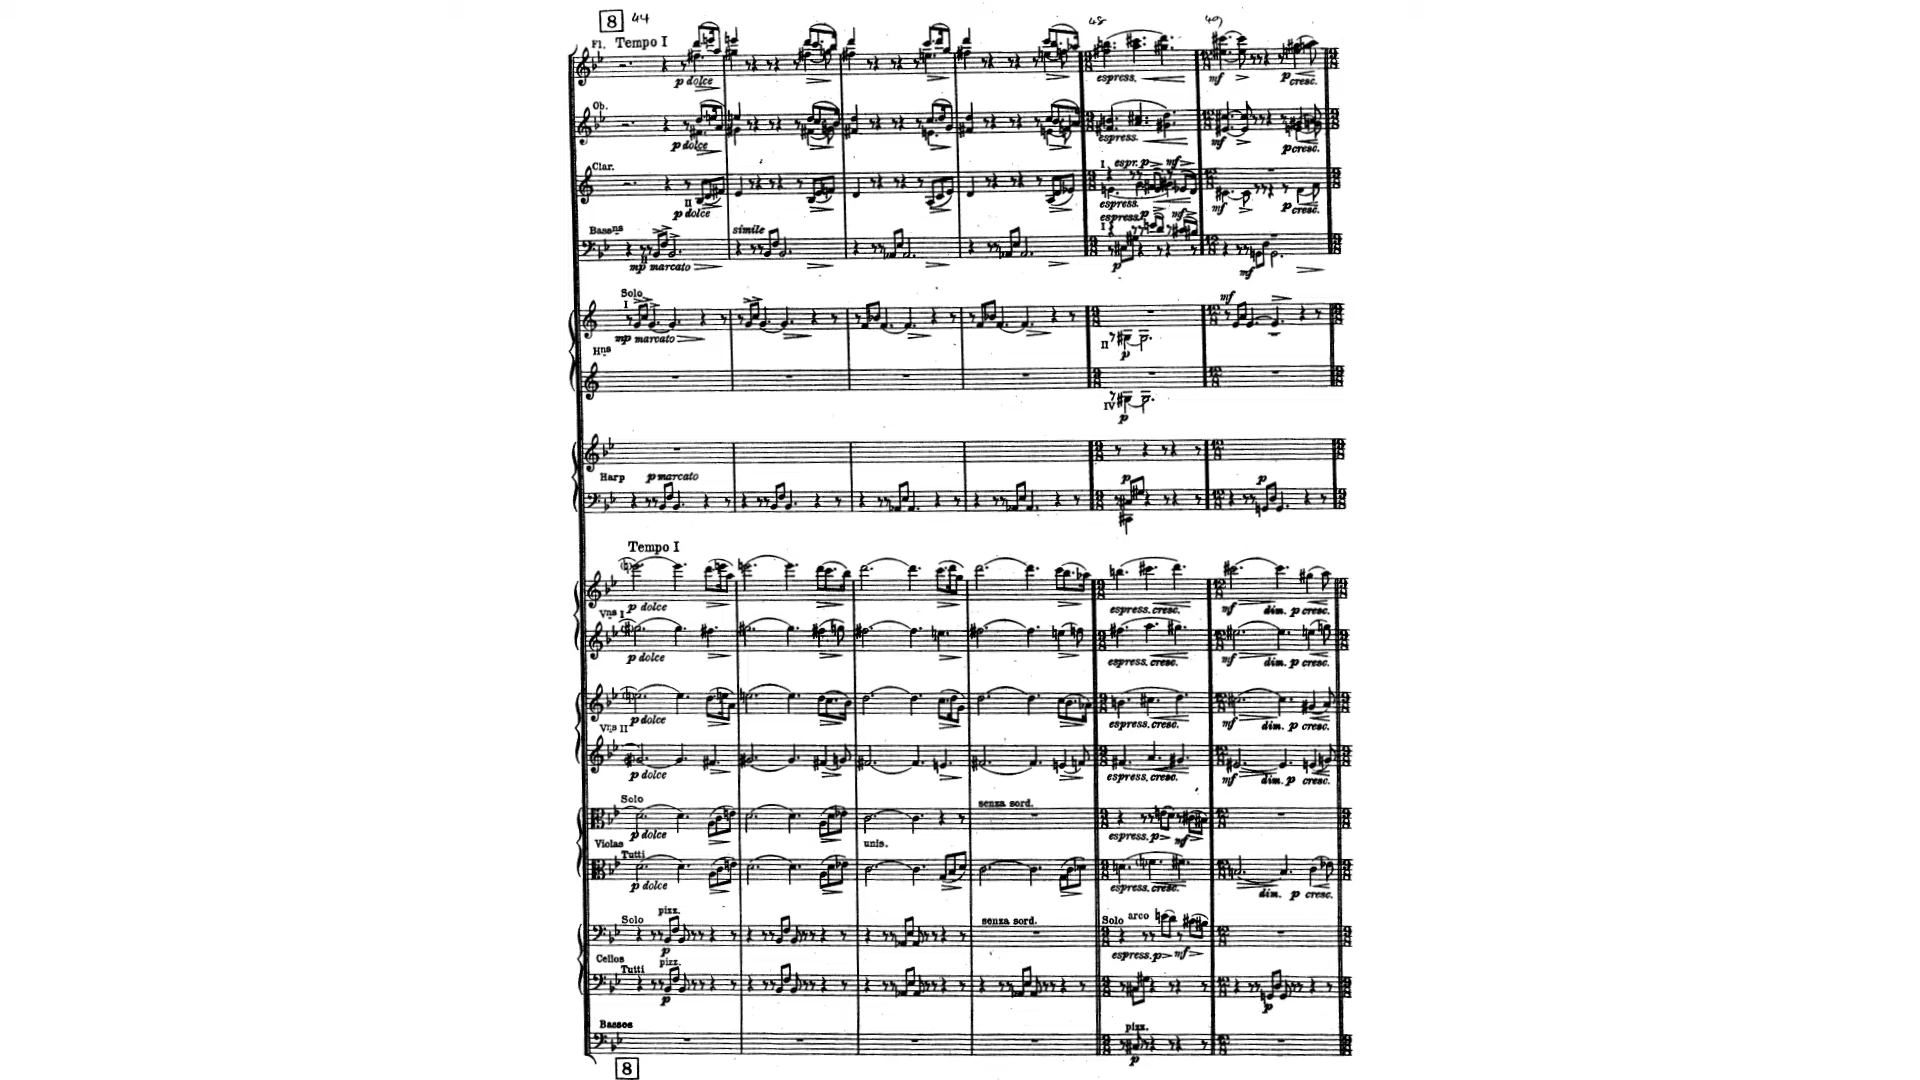 8 44
Fl. Tempo I
48 49
p dolce
espress. mf p cresc.
Ob.
p dolce
espress. mf p cresc.
Clar.
I espr. p mf
II
p dolce
espress. mf p cresc.
espress. p mf
Bassns
simile
I
mp marcato
p mf
Solo
I
mf
mp marcato
II p
Hns
IV p
Harp p marcato
p p
Tempo I
p dolce
espress. cresc. mf dim. p cresc.
Vns I
p dolce
espress. cresc. mf dim. p cresc.
p dolce
espress. cresc. mf dim. p cresc.
Vns II
p dolce
espress. cresc. mf dim. p cresc.
Solo
senza sord.
p dolce
espress. p mf
Violas
unis.
Tutti
p dolce
espress. cresc. dim. p cresc.
pizz.
Solo
senza sord.
Solo arco
p
espress. p mf
Cellos
pizz.
Tutti
p p
Basses
pizz.
p
8